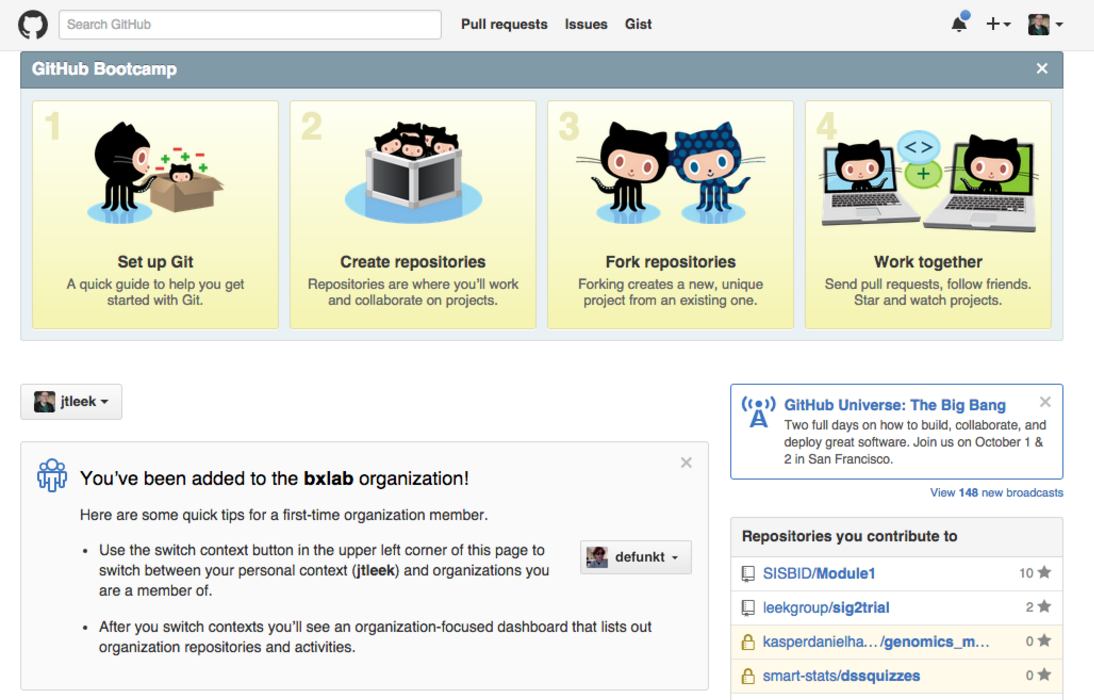 Search GitHub
Pull requests Issues Gist
GitHub Bootcamp
1
2
3
4
Set up Git
A quick guide to help you get
started with Git.
Create repositories
Repositories are where you'll work
and collaborate on projects.
Fork repositories
Forking creates a new, unique
project from an existing one.
Work together
Send pull requests, follow friends.
Star and watch projects.
jtleek
You've been added to the bxlab organization!
Here are some quick tips for a first-time organization member.
• Use the switch context button in the upper left corner of this page to
switch between your personal context (jtleek) and organizations you
are a member of.
defunkt
• After you switch contexts you'll see an organization-focused dashboard that lists out
organization repositories and activities.
GitHub Universe: The Big Bang
Two full days on how to build, collaborate, and
deploy great software. Join us on October 1 &
2 in San Francisco.
View 148 new broadcasts
Repositories you contribute to
SISBID/Module1 10
leekgroup/sig2trial 2
kasperdanielha…/genomics_m… 0
smart-stats/dssquizzes 0